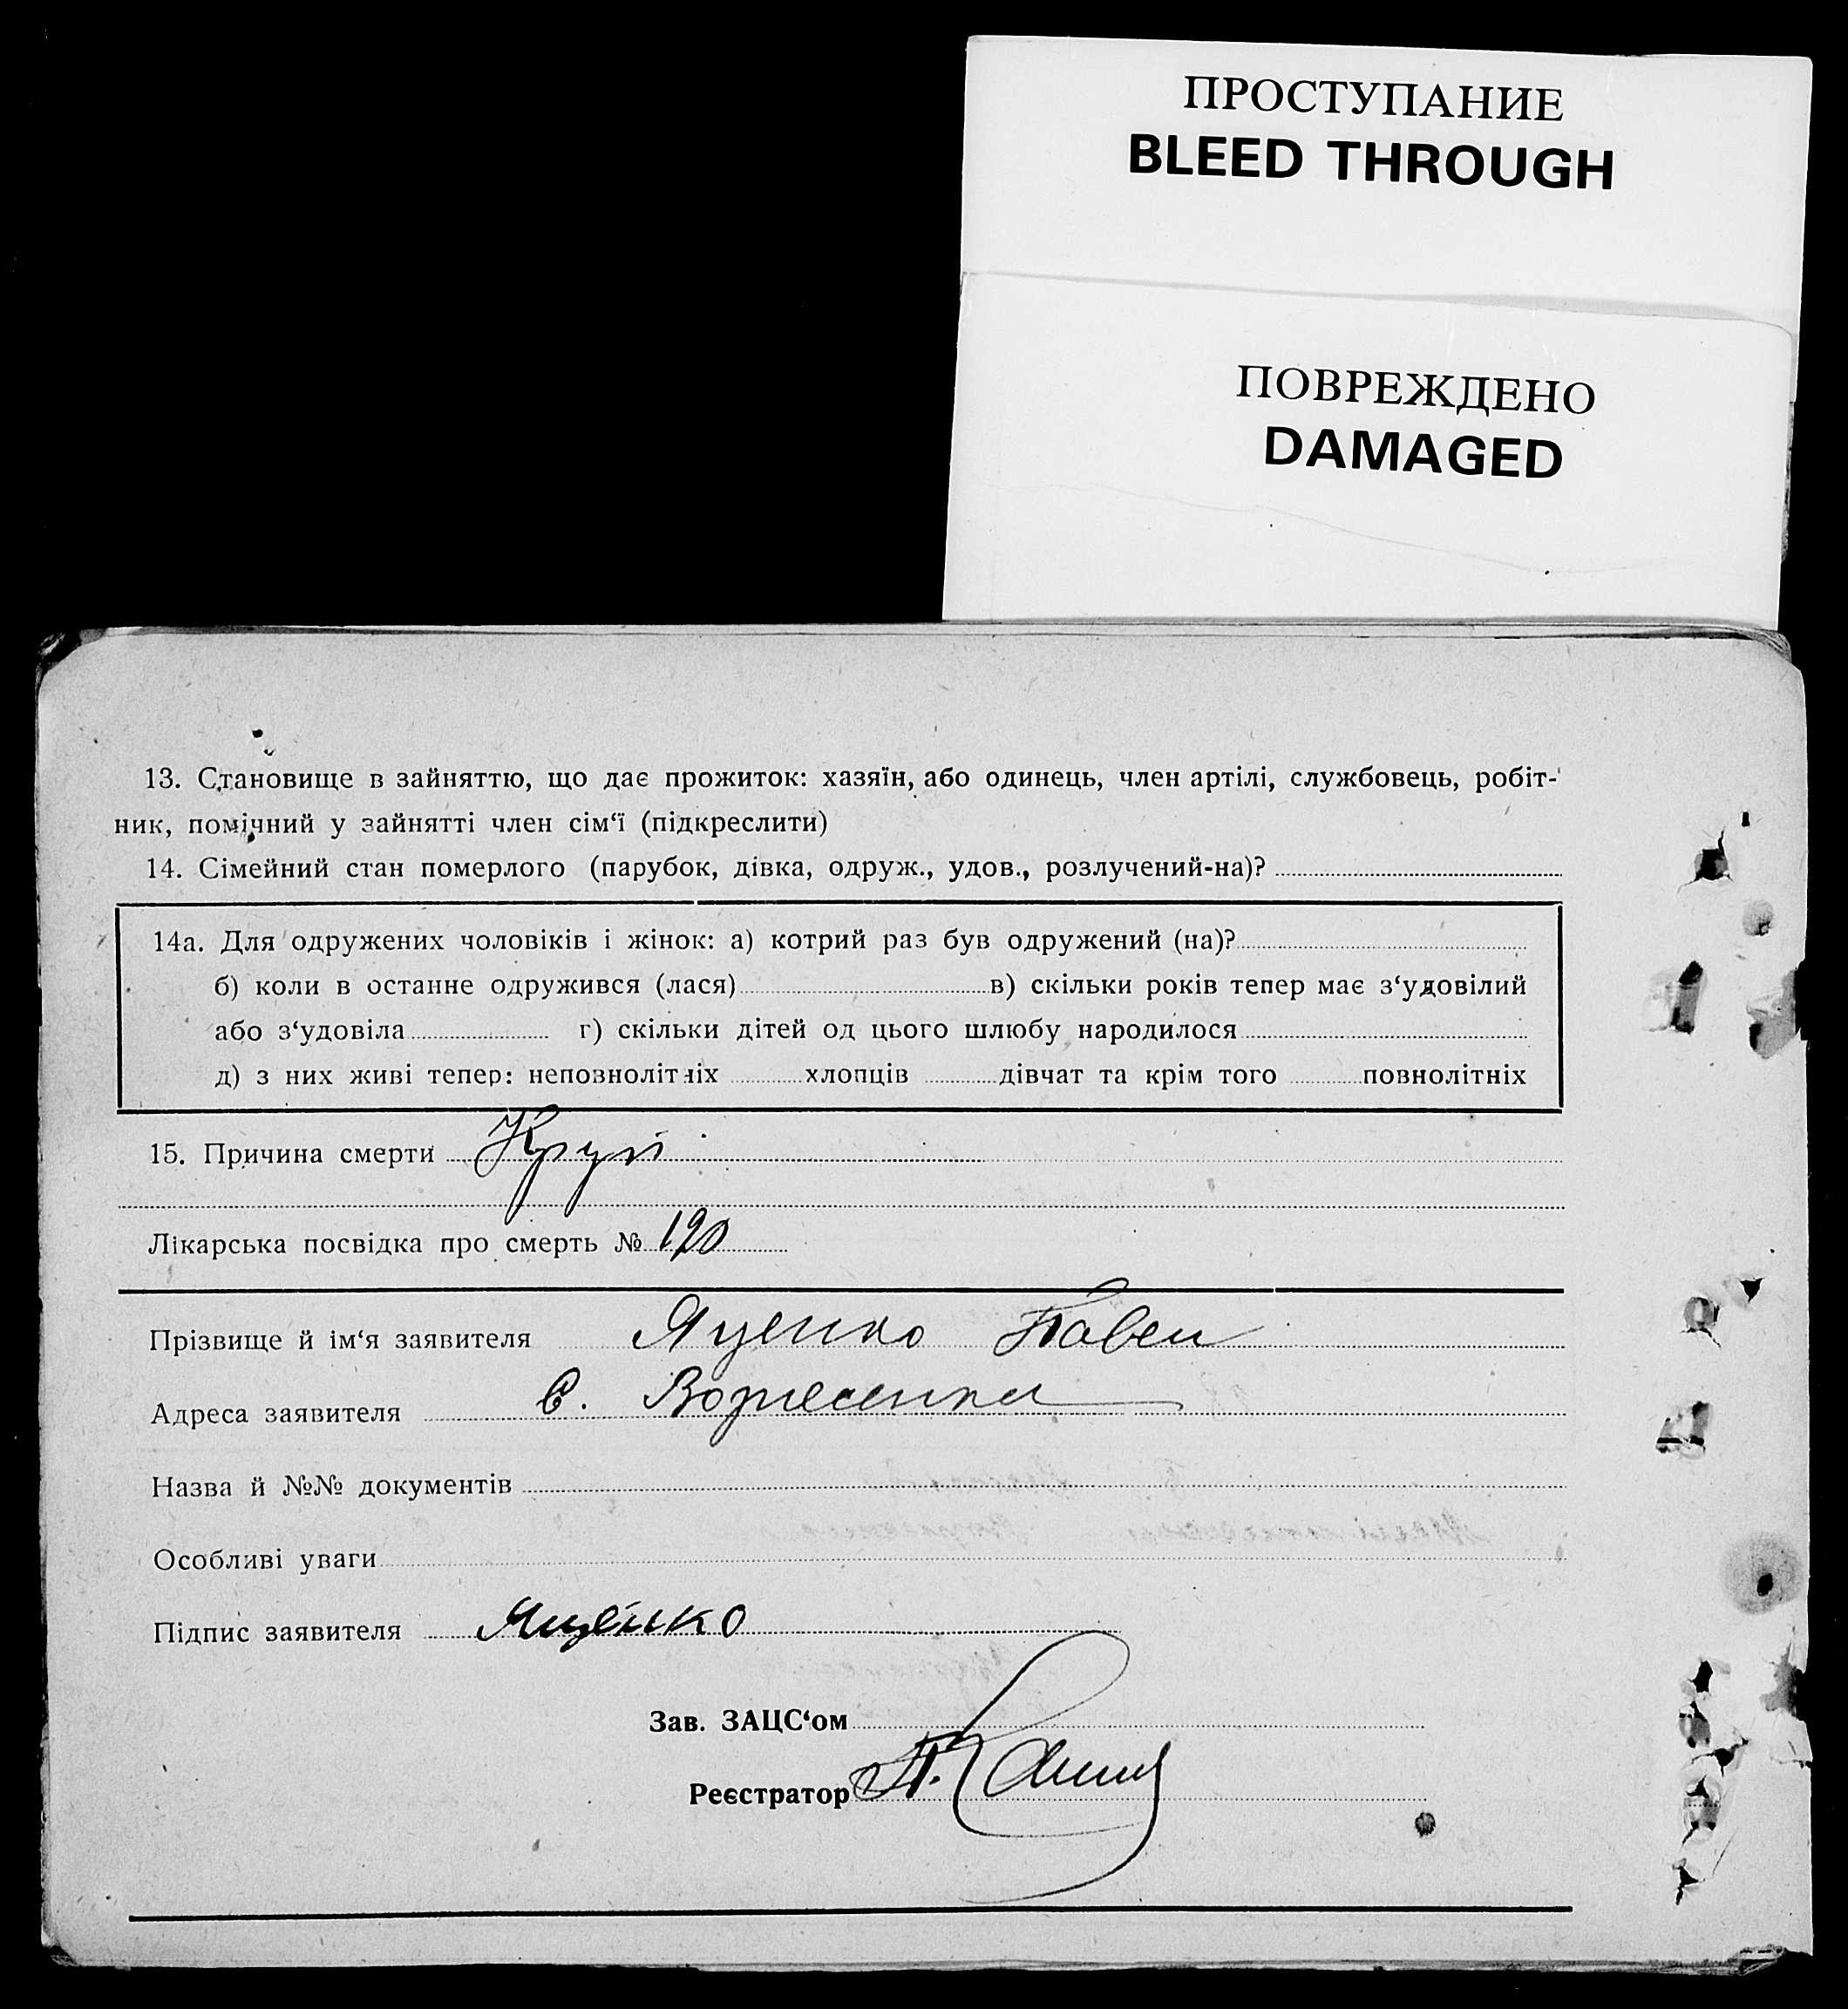 ПРОСТУПАНИЕ
BLEED THROUGH
ПОВРЕЖДЕНО
DAMAGED
13. Становище в зайняттю, що дає прожиток: хазяїн, або одинець, член артілі, службовець, робіт-
ник, помічний у зайнятті член сім‘ї (підкреслити)
14. Сімейний стан померлого (парубок, дівка, одруж., удов., розлучений-на)?
14а. Для одружених чоловіків і жінок: а) котрий раз був одружений (на)?
б) коли в останне одружився (лася) в) скільки років тепер має з‘удовілий
або з‘удовіла г) скільки дітей од цього шлюбу народилося
д) з них живі тепер: неповнолітніх хлопців дівчат та крім того повнолітніх
15. Причина смерти Круп
Лікарська посвідка про смерть № 120
Прізвище й ім‘я заявителя Яценко Павел
Адреса заявителя С. Вознесенка
Назва й №№ документів
Особливі уваги
Підпис заявителя Яценко
Зав. ЗАЦС‘ом
Реєстратор